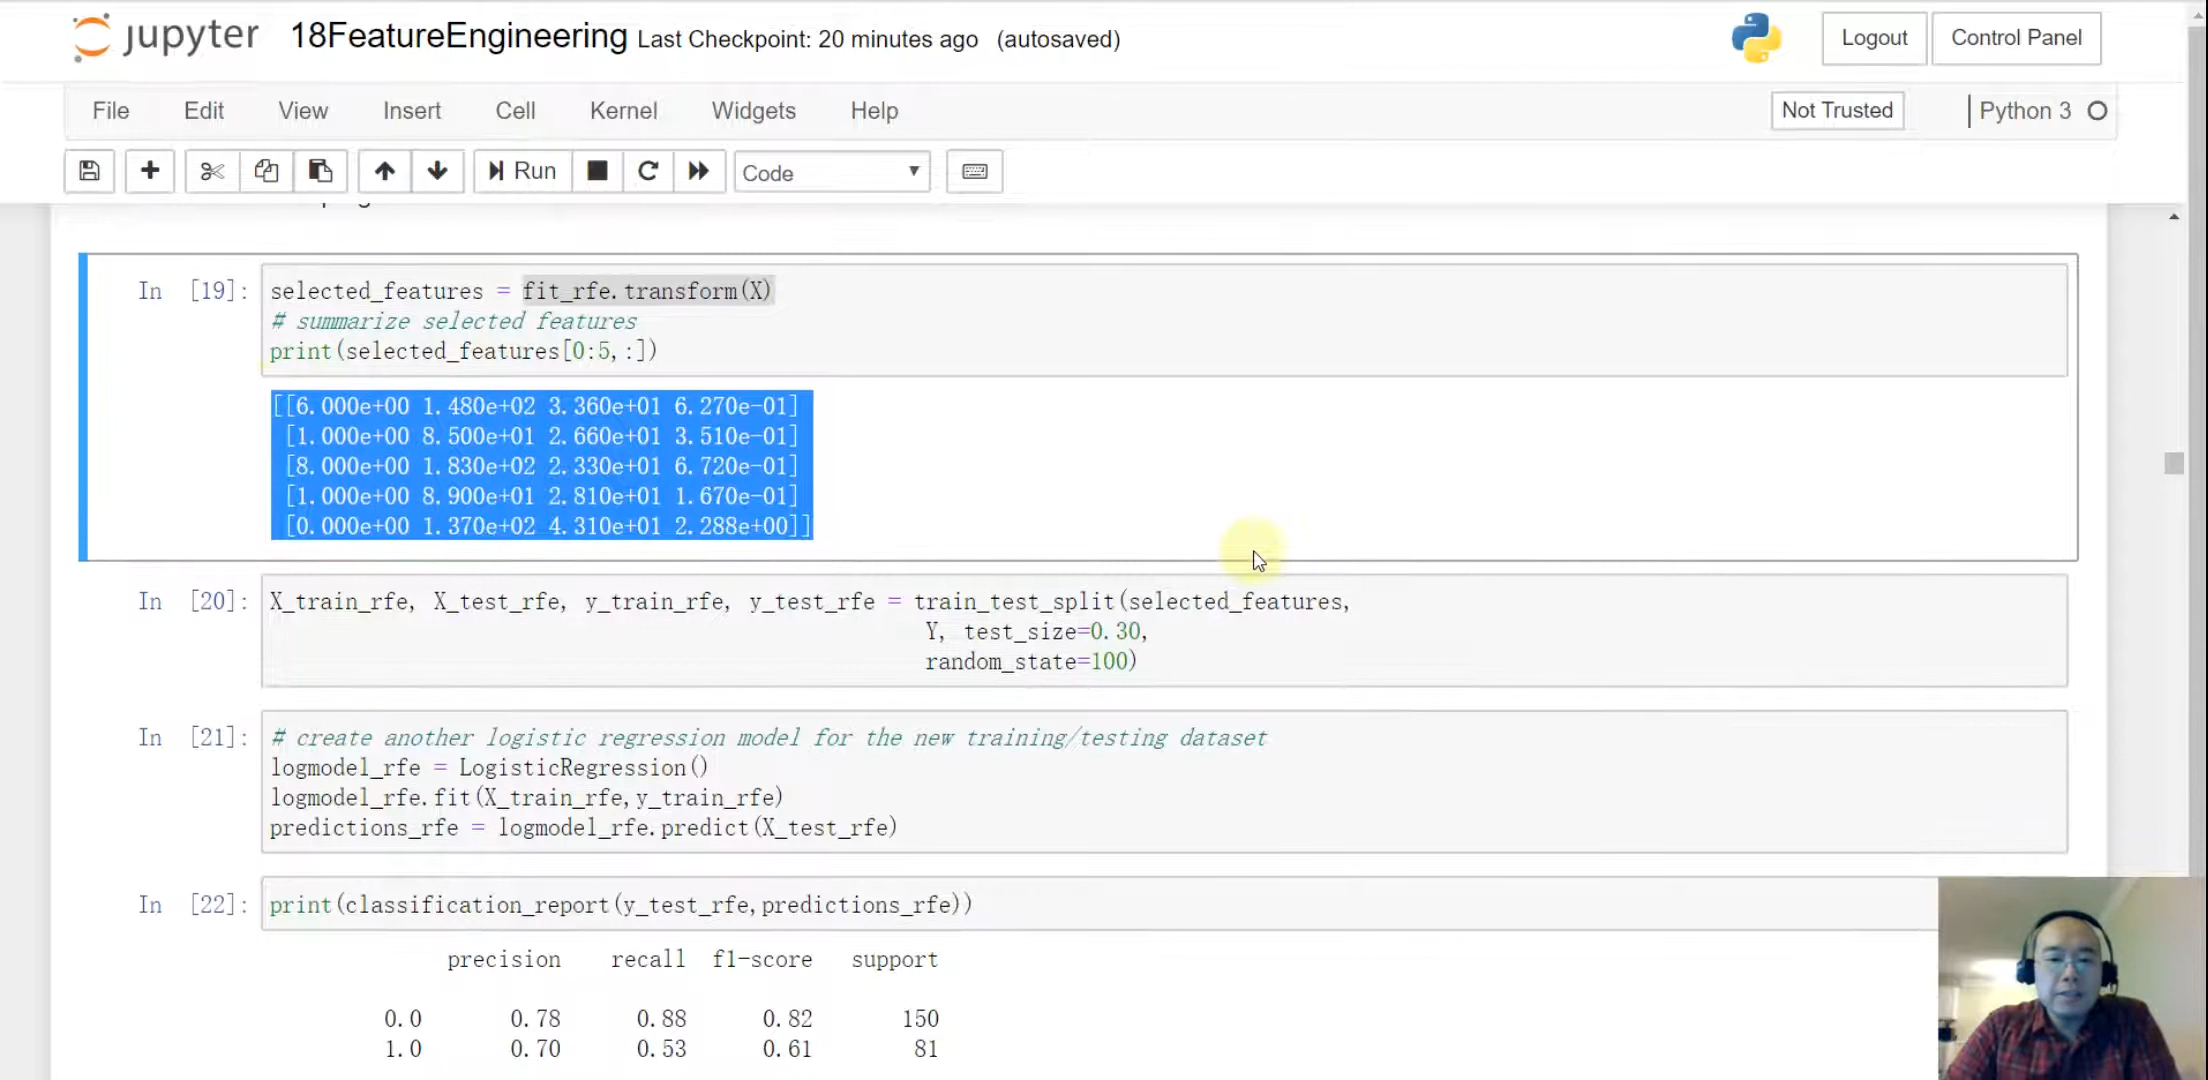 jupyter 18FeatureEngineering Last Checkpoint: 20 minutes ago (autosaved) Logout Control Panel
File Edit View Insert Cell Kernel Widgets Help Not Trusted Python 3
Run Code
In [19]: selected_features = fit_rfe.transform(X)
# summarize selected features
print(selected_features[0:5,:])
[[6.000e+00 1.480e+02 3.360e+01 6.270e-01]
[1.000e+00 8.500e+01 2.660e+01 3.510e-01]
[8.000e+00 1.830e+02 2.330e+01 6.720e-01]
[1.000e+00 8.900e+01 2.810e+01 1.670e-01]
[0.000e+00 1.370e+02 4.310e+01 2.288e+00]]
In [20]: X_train_rfe, X_test_rfe, y_train_rfe, y_test_rfe = train_test_split(selected_features,
Y, test_size=0.30,
random_state=100)
In [21]: # create another logistic regression model for the new training/testing dataset
logmodel_rfe = LogisticRegression()
logmodel_rfe.fit(X_train_rfe,y_train_rfe)
predictions_rfe = logmodel_rfe.predict(X_test_rfe)
In [22]: print(classification_report(y_test_rfe,predictions_rfe))
precision recall f1-score support
0.0 0.78 0.88 0.82 150
1.0 0.70 0.53 0.61 81